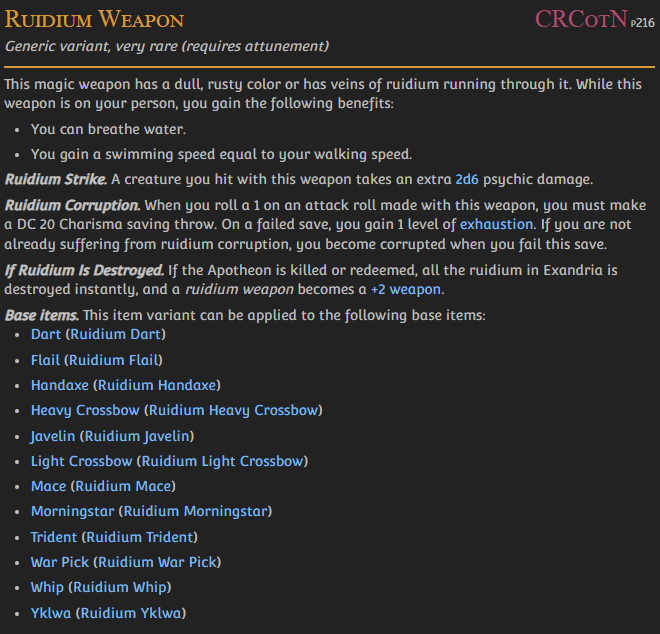 Ruidium Weapon CRCotN p216
Generic variant, very rare (requires attunement)
This magic weapon has a dull, rusty color or has veins of ruidium running through it. While this
weapon is on your person, you gain the following benefits:
• You can breathe water.
• You gain a swimming speed equal to your walking speed.
Ruidium Strike. A creature you hit with this weapon takes an extra 2d6 psychic damage.
Ruidium Corruption. When you roll a 1 on an attack roll made with this weapon, you must make
a DC 20 Charisma saving throw. On a failed save, you gain 1 level of exhaustion. If you are not
already suffering from ruidium corruption, you become corrupted when you fail this save.
If Ruidium Is Destroyed. If the Apotheon is killed or redeemed, all the ruidium in Exandria is
destroyed instantly, and a ruidium weapon becomes a +2 weapon.
Base items. This item variant can be applied to the following base items:
• Dart (Ruidium Dart)
• Flail (Ruidium Flail)
• Handaxe (Ruidium Handaxe)
• Heavy Crossbow (Ruidium Heavy Crossbow)
• Javelin (Ruidium Javelin)
• Light Crossbow (Ruidium Light Crossbow)
• Mace (Ruidium Mace)
• Morningstar (Ruidium Morningstar)
• Trident (Ruidium Trident)
• War Pick (Ruidium War Pick)
• Whip (Ruidium Whip)
• Yklwa (Ruidium Yklwa)